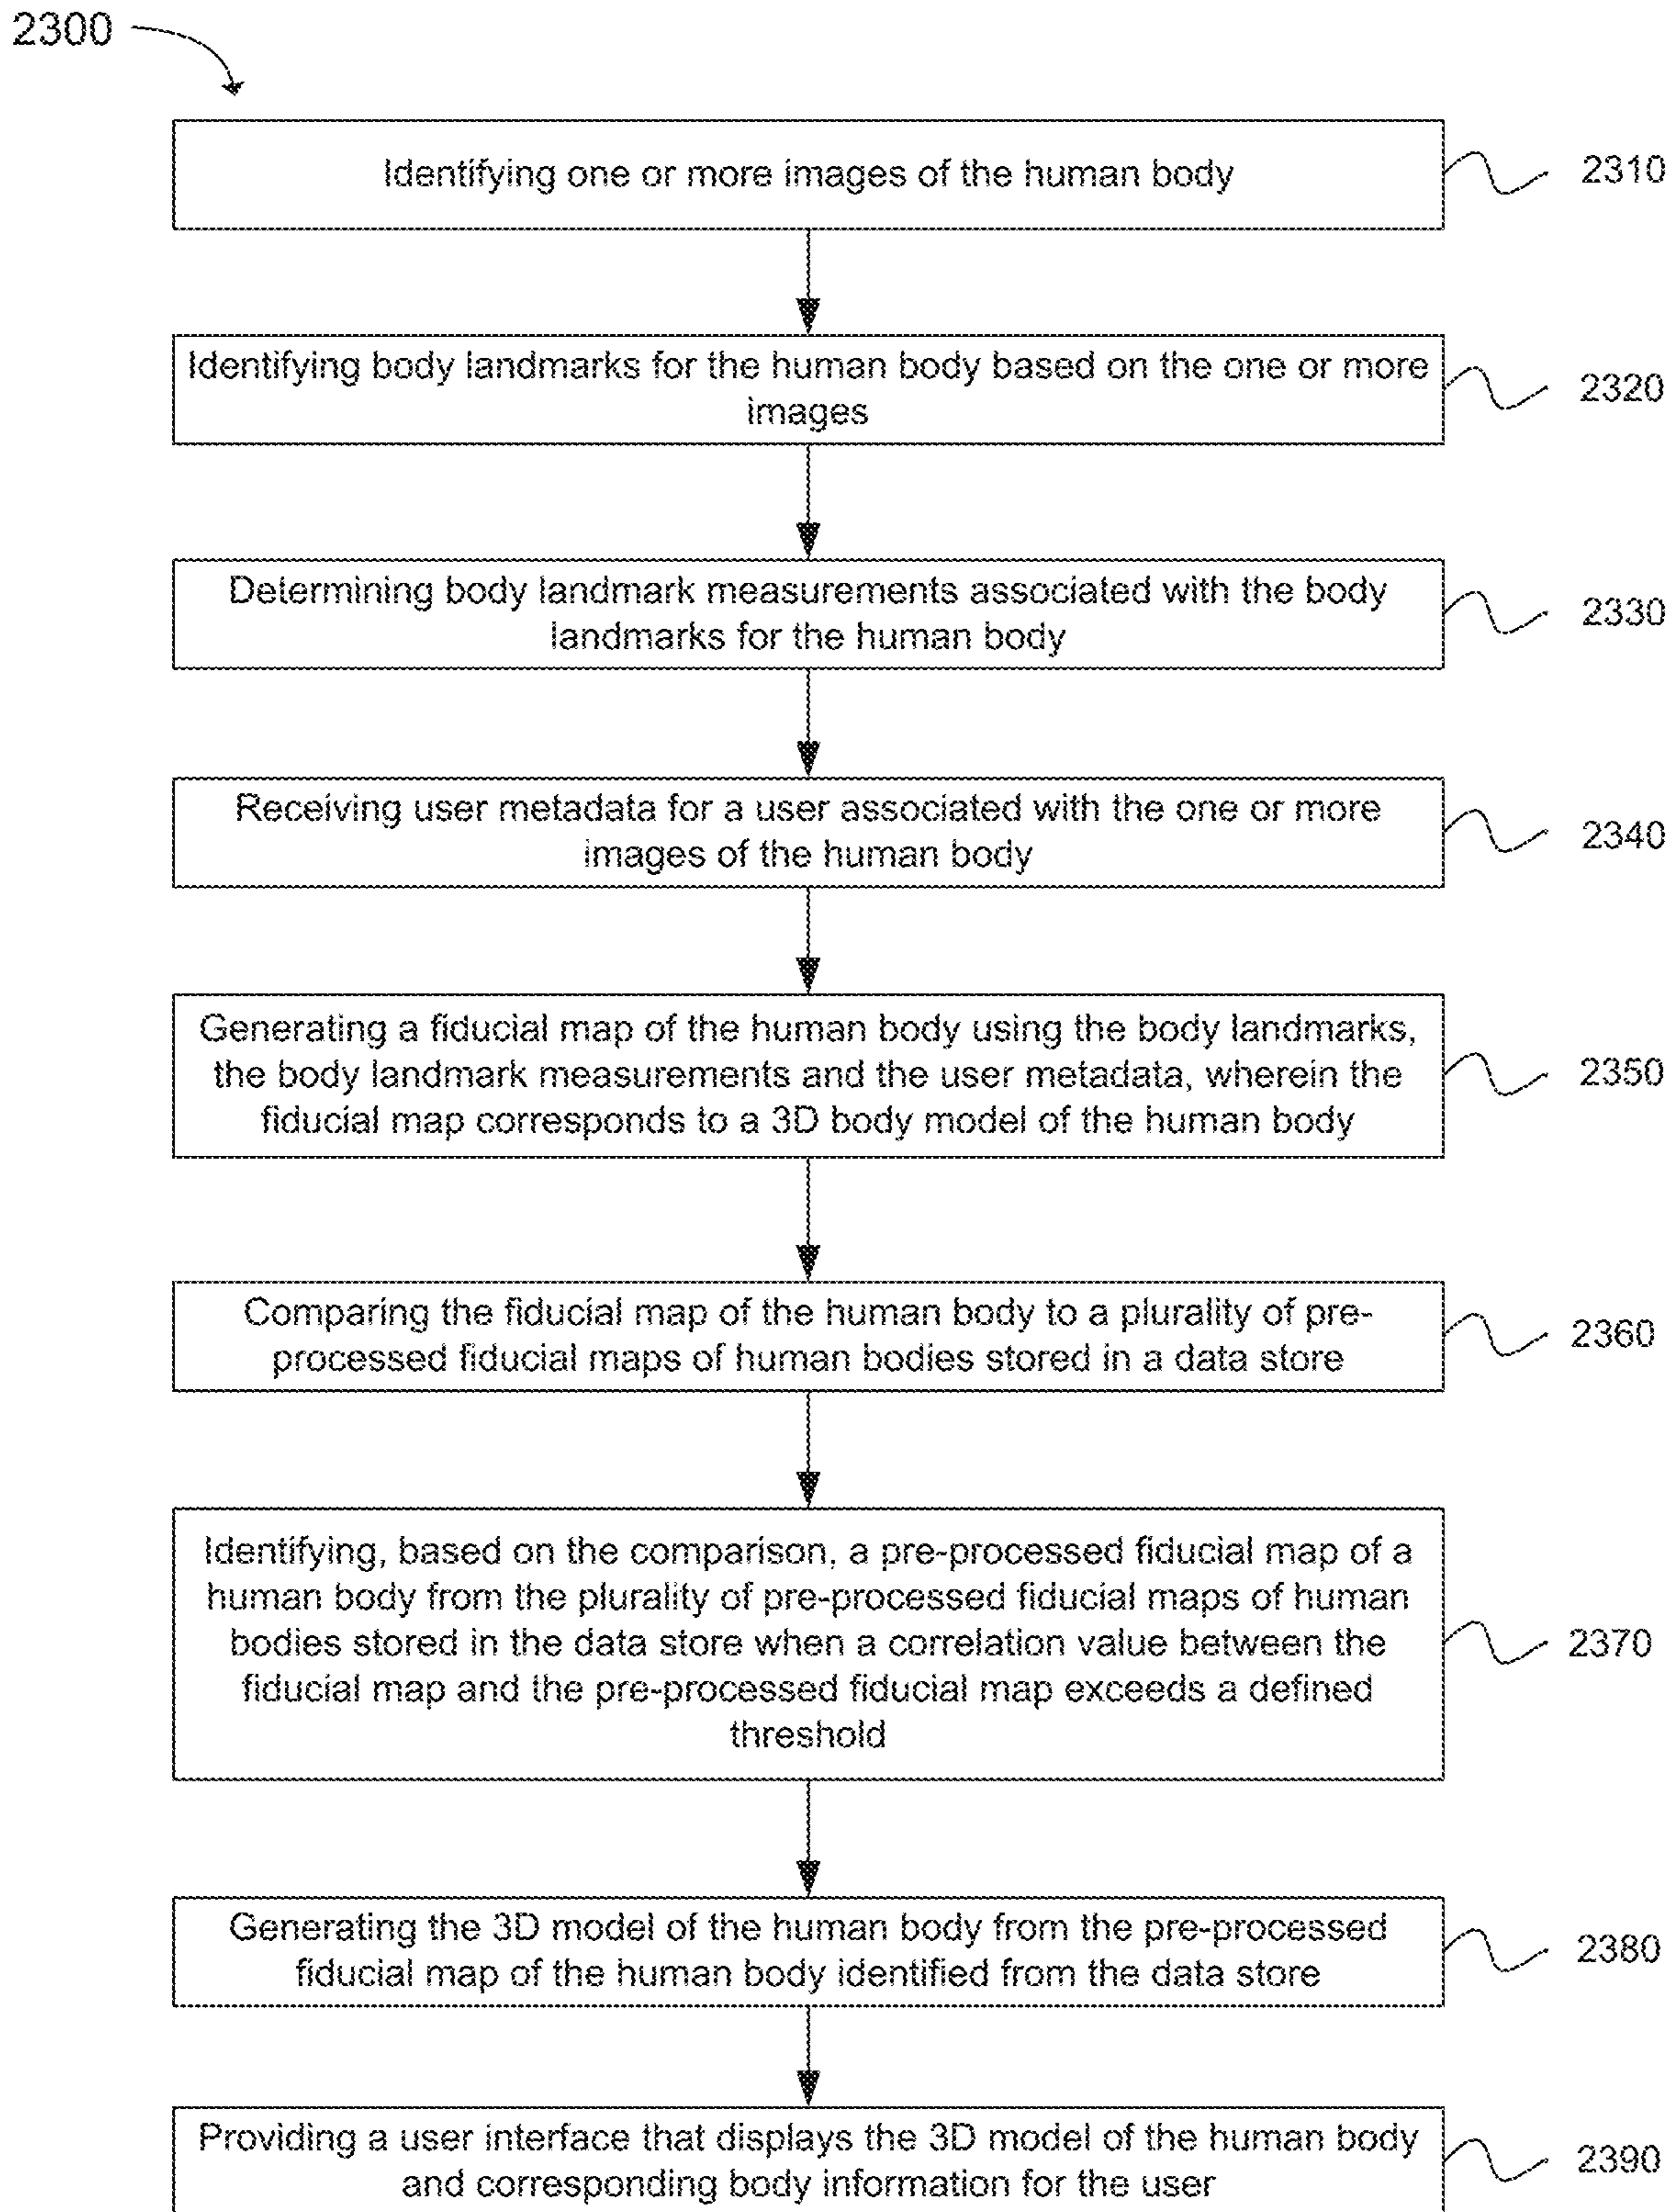 2300
Identifying one or more images of the human body
2310
Identifying body landmarks for the human body based on the one or more
images
2320
Determining body landmark measurements associated with the body
landmarks for the human body
2330
Receiving user metadata for a user associated with the one or more
images of the human body
2340
Generating a fiducial map of the human body using the body landmarks,
the body landmark measurements and the user metadata, wherein the
fiducial map corresponds to a 3D body model of the human body
2350
Comparing the fiducial map of the human body to a plurality of pre-
processed fiducial maps of human bodies stored in a data store
2360
Identifying, based on the comparison, a pre-processed fiducial map of a
human body from the plurality of pre-processed fiducial maps of human
bodies stored in the data store when a correlation value between the
fiducial map and the pre-processed fiducial map exceeds a defined
threshold
2370
Generating the 3D model of the human body from the pre-processed
fiducial map of the human body identified from the data store
2380
Providing a user interface that displays the 3D model of the human body
and corresponding body information for the user
2390